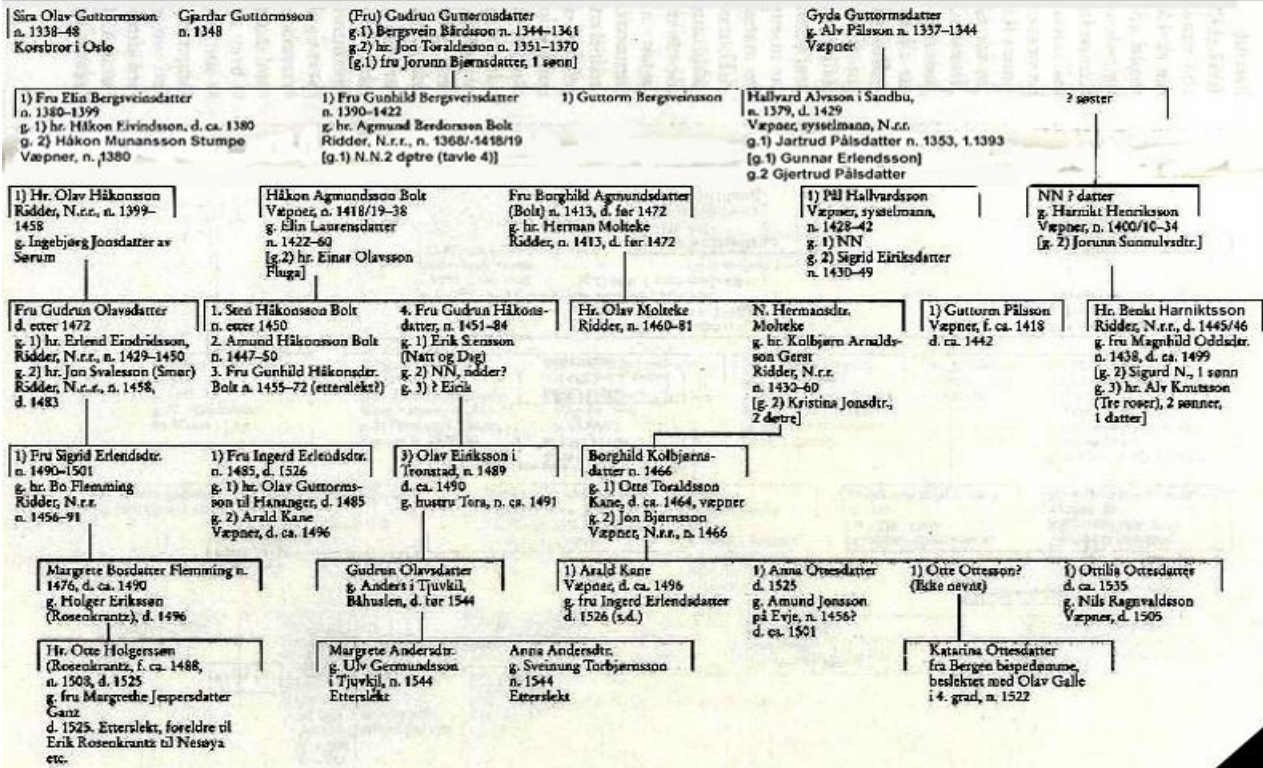 Sira Olav Guttormsson
n. 1338–48
Korsbror i Oslo
Gjardar Guttormsson
n. 1348
(Fru) Gudrun Guttormsdatter
g.1) Bergsvein Bårdsson n. 1344–1361
g.2) hr. Jon Toraldesson n. 1351–1370
[g.1) fru Jorunn Bjørnsdatter, 1 sønn]
Gyda Guttormsdatter
g. Alv Pålsson n. 1337–1344
Væpner
1) Fru Elin Bergsveinsdatter
n. 1380–1399
g. 1) hr. Håkon Eivindsson, d. ca. 1380
g. 2) Håkon Munansson Stumpe
Væpner, n. 1380
1) Fru Gunhild Bergsveinsdatter
n. 1390–1422
g. hr. Agmund Berdorsson Bolt
Ridder, N.r.r., n. 1368/-1418/19
[g.1) N.N.2 døtre (tavle 4)]
1) Guttorm Bergsveinsson
Hallvard Alvsson i Sandbu,
n. 1379, d. 1429
Væpner, sysselmann, N.r.r.
g.1) Jartrud Pålsdatter n. 1353, 1.1393
[g.1) Gunnar Erlendsson]
g.2 Gjertrud Pålsdatter
? søster
1) Hr. Olav Håkonsson
Ridder, N.r.r., n. 1399–
1458
g. Ingebjørg Jonsdatter av
Sørum
Håkon Agmundsson Bolt
Væpner, n. 1418/19–38
g. Elin Laurensdatter
n. 1422–60
[g.2) hr. Einar Olavsson
Fluga]
Fru Borghild Agmundsdatter
(Bolt) n. 1413, d. før 1472
g. hr. Herman Molteke
Ridder, n. 1413, d. før 1472
1) Pål Hallvardson
Væpner, sysselmann,
n. 1428–42
g. 1) NN
g. 2) Sigrid Eiriksdatter
n. 1430–49
NN ? datter
g. Harnikt Henriksson
Væpner, n. 1400/10–34
[g. 2) Jorunn Sunnulvsdtr.]
Fru Gudrun Olavsdatter
d. etter 1472
g. 1) hr. Erlend Eindridsson,
Ridder, N.r.r., n. 1429–1450
g. 2) hr. Jon Svalesson (Smør)
Ridder, N.r.r., n. 1458,
d. 1483
1. Sten Håkonsson Bolt
n. etter 1450
2. Amund Håkonsson Bolt
n. 1447–50
3. Fru Gunhild Håkonsdtr.
Bolt n. 1455–72 (etterslekt?)
4. Fru Gudrun Håkons-
datter, n. 1451–84
g. 1) Erik Stensson
(Natt og Dag)
g. 2) NN, ridder?
g. 3) ? Eirik
Hr. Olav Molteke
Ridder, n. 1460–81
N. Hermansdtr.
Molteke
g. hr. Kolbjørn Arnalds-
son Gerst
Ridder, N.r.r.
n. 1430–60
[g. 2) Kristina Jonsdtr.,
2 døtre]
1) Guttorm Pålsson
Væpner, f. ca. 1418
d. ca. 1442
Hr. Benkt Harniktsson
Ridder, N.r.r., d. 1445/46
g. fru Magnhild Oddsdtr.
n. 1438, d. ca. 1499
[g. 2) Sigurd N., 1 sønn
g. 3) hr. Alv Knutsson
(Tre roser), 2 sønner,
1 datter]
1) Fru Sigrid Erlendsdtr.
n. 1490–1501
g. hr. Bo Flemming
Ridder, N.r.r.
n. 1456–91
1) Fru Ingerd Erlendsdtr.
n. 1485, d. 1526
g. 1) hr. Olav Guttorms-
son til Hananger, d. 1485
g. 2) Arald Kane
Væpner, d. ca. 1496
3) Olav Eiriksson i
Tronstad, n. 1489
d. ca. 1490
g. hustru Tora, n. ca. 1491
Borghild Kolbjørns-
datter n. 1466
g. 1) Otte Toraldsson
Kane, d. ca. 1464, væpner
g. 2) Jon Bjørnsson
Væpner, N.r.r., n. 1466
Margrete Bosdatter Flemming n.
1476, d. ca. 1490
g. Holger Erikssøn
(Rosenkrantz), d. 1496
Gudrun Olavsdatter
g. Anders i Tjuvkil,
Båhuslen, d. før 1544
1) Arald Kane
Væpner, d. ca. 1496
g. fru Ingerd Erlendsdatter
d. 1526 (s.d.)
1) Anna Ottesdatter
d. 1525
g. Amund Jonsson
på Evje, n. 1456?
d. ca. 1501
1) Otte Ottesson?
(Ikke nevnt)
1) Ottilia Ottesdatter
d. ca. 1535
g. Nils Ragnvaldsson
Væpner, d. 1505
Hr. Otte Holgerssøn
(Rosenkrantz, f. ca. 1488,
n. 1508, d. 1525
g. fru Margrethe Jespersdatter
Ganz
d. 1525. Etterslekt, foreldre til
Erik Rosenkrantz til Nesøya
etc.
Margrete Andersdtr.
g. Ulv Germundsson
i Tjuvkil, n. 1544
Etterslekt
Anna Andersdtr.
g. Sveinung Torbjørnsson
n. 1544
Etterslekt
Katarina Ottesdatter
fra Bergen bispedømme,
beslektet med Olav Galle
i 4. grad, n. 1522